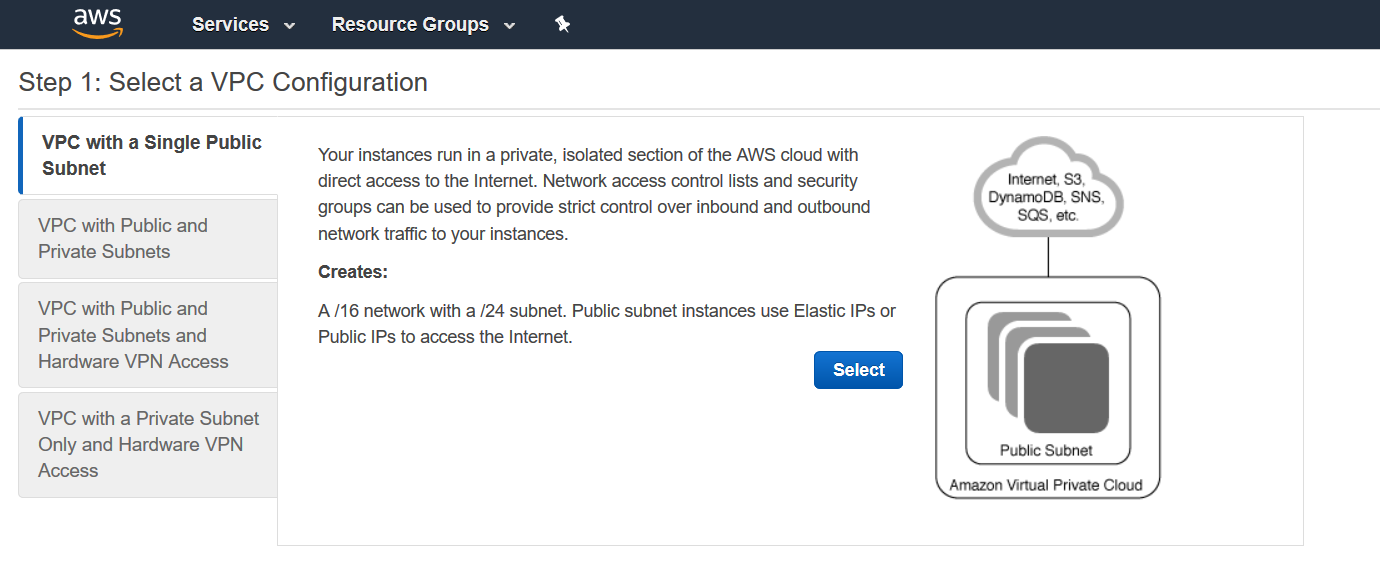 aws
Services
Resource Groups
Step 1: Select a VPC Configuration
VPC with a Single Public
Subnet
VPC with Public and
Private Subnets
VPC with Public and
Private Subnets and
Hardware VPN Access
VPC with a Private Subnet
Only and Hardware VPN
Access
Your instances run in a private, isolated section of the AWS cloud with
direct access to the Internet. Network access control lists and security
groups can be used to provide strict control over inbound and outbound
network traffic to your instances.
Creates:
A /16 network with a /24 subnet. Public subnet instances use Elastic IPs or
Public IPs to access the Internet.
Select
Internet, S3,
DynamoDB, SNS,
SQS, etc.
Public Subnet
Amazon Virtual Private Cloud